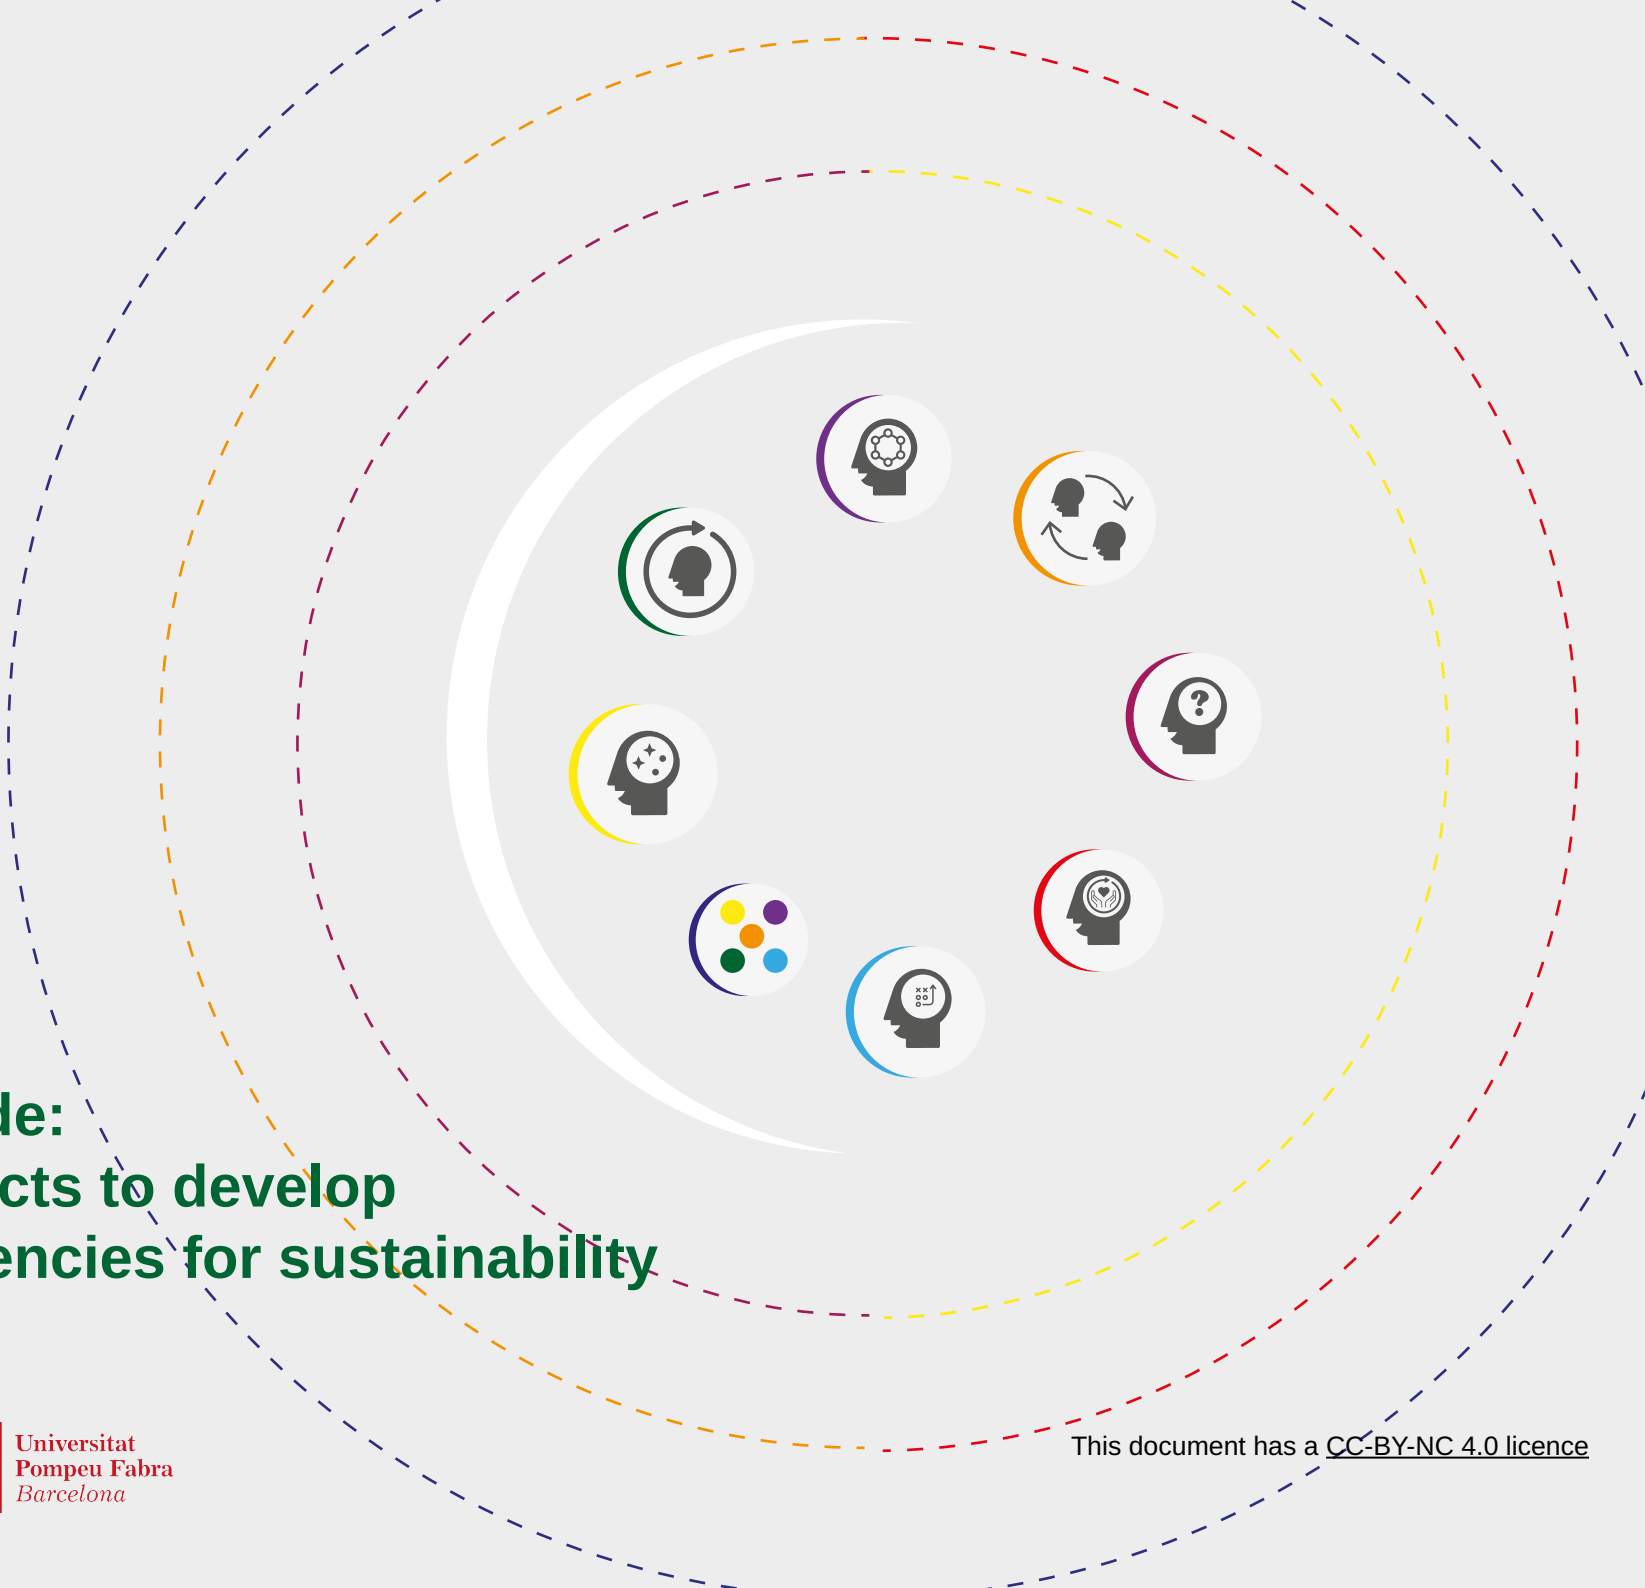 de:
cts to develop
encies for sustainability
Universitat
Pompeu Fabra
Barcelona
This document has a CC-BY-NC 4.0 licence